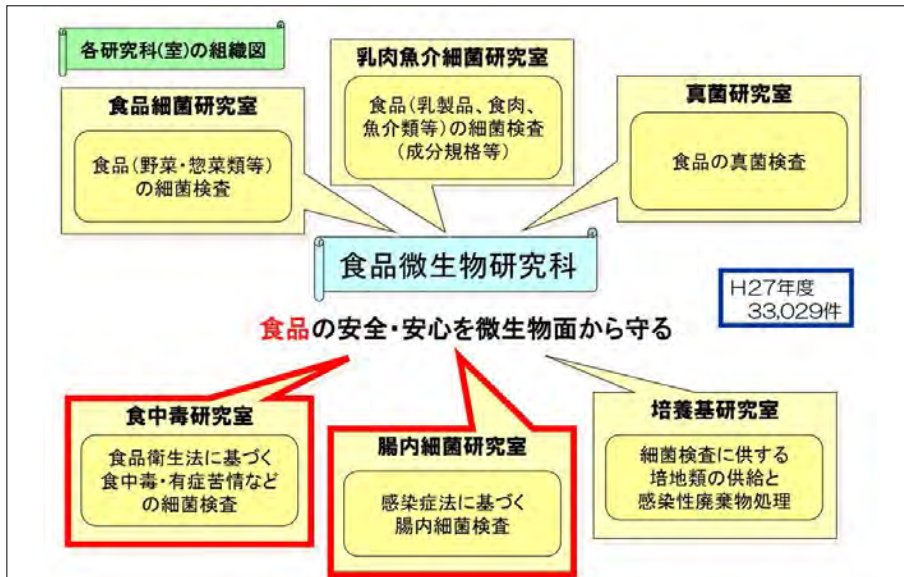 各研究科(室)の組織図
乳肉魚介細菌研究室
食品(乳製品、食肉、
魚介類等)の細菌検査
(成分規格等)
食品細菌研究室
食品(野菜・惣菜類等)
の細菌検査
真菌研究室
食品の真菌検査
食品微生物研究科
H27年度
33,029件
食品の安全・安心を微生物面から守る
食中毒研究室
食品衛生法に基づく
食中毒・有症苦情など
の細菌検査
腸内細菌研究室
感染症法に基づく
腸内細菌検査
培養基研究室
細菌検査に供する
培地類の供給と
感染性廃棄物処理